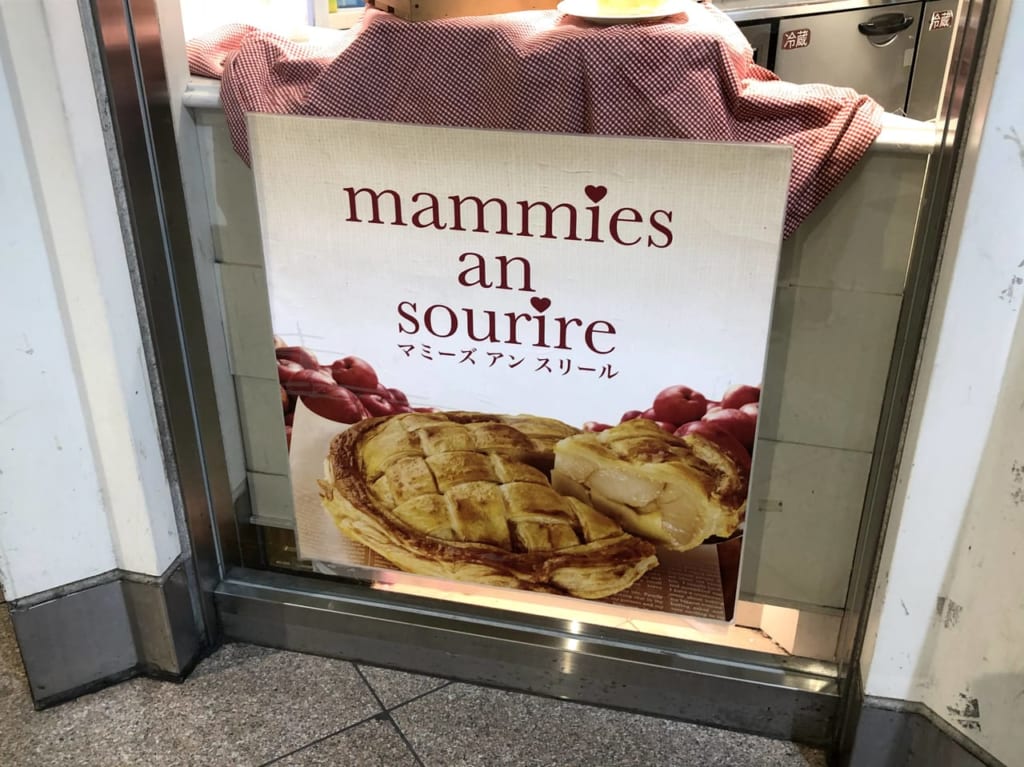 冷蔵
冷蔵
mammies
an
sourire
マミーズ アン スリール